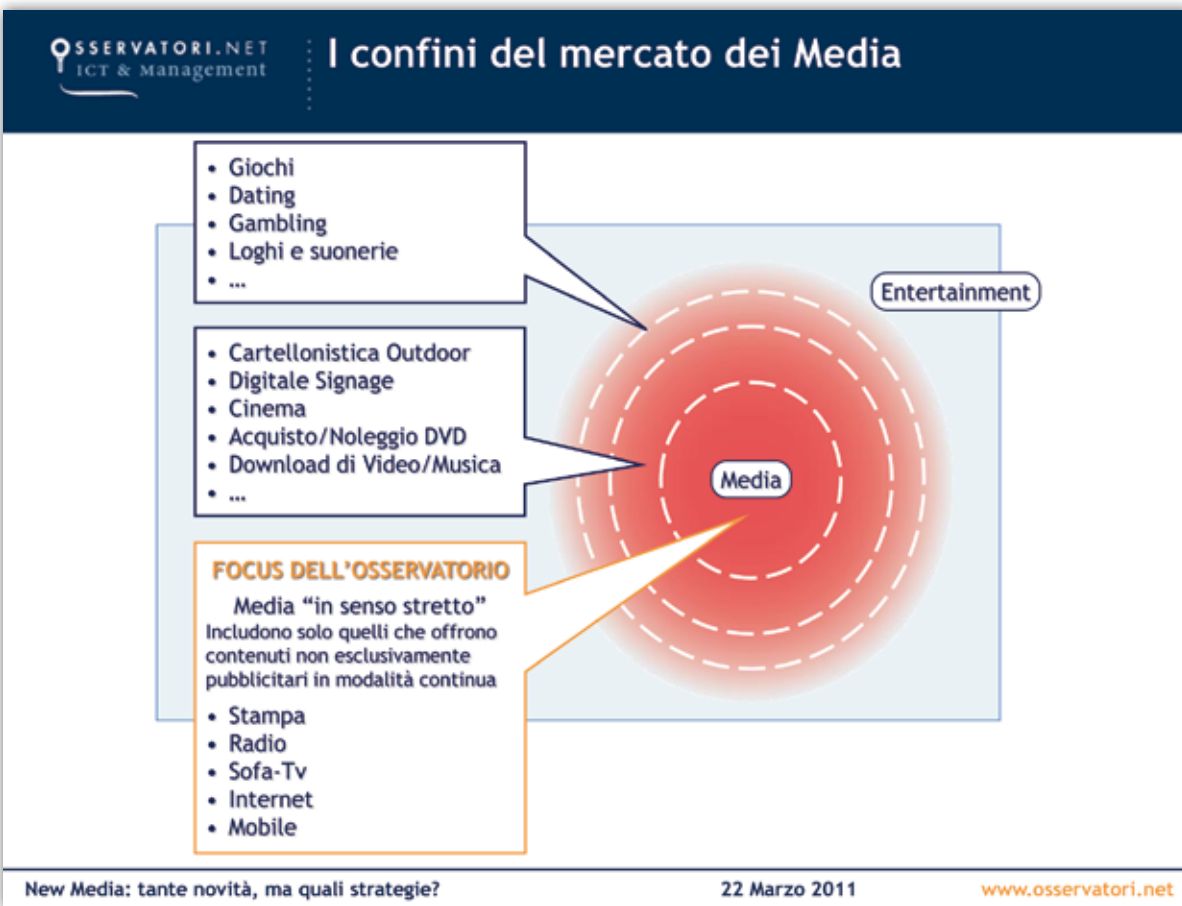 OSSERVATORI.NET
ICT & Management
I confini del mercato dei Media
• Giochi
• Dating
• Gambling
• Loghi e suonerie
• ...
Entertainment
• Cartellonistica Outdoor
• Digitale Signage
• Cinema
• Acquisto/Noleggio DVD
• Download di Video/Musica
• ...
Media
FOCUS DELL'OSSERVATORIO
Media “in senso stretto”
Includono solo quelli che offrono
contenuti non esclusivamente
pubblicitari in modalità continua
• Stampa
• Radio
• Sofa-Tv
• Internet
• Mobile
New Media: tante novità, ma quali strategie?
22 Marzo 2011
www.osservatori.net